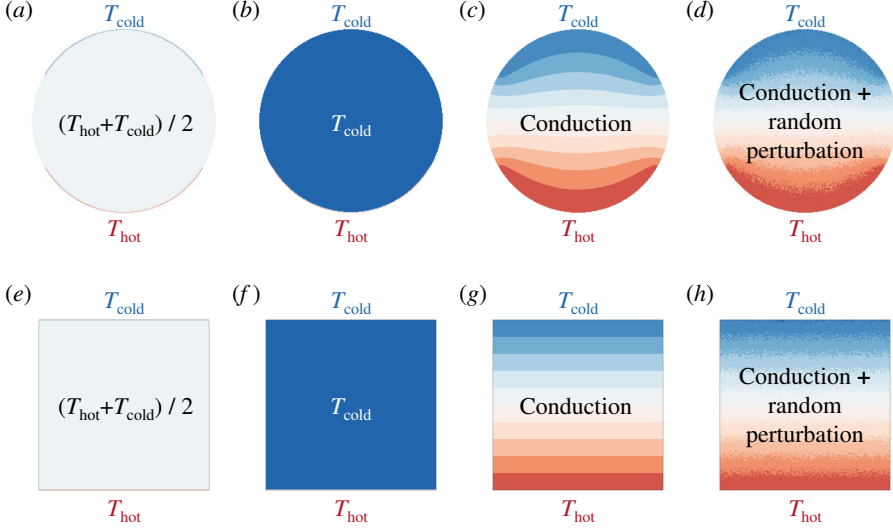 (a) (b) (c) (d)
T_cold T_cold T_cold T_cold
(T_hot+T_cold) / 2
T_cold
Conduction
Conduction +
random
perturbation
T_hot T_hot T_hot T_hot
(e) (f) (g) (h)
T_cold T_cold T_cold T_cold
(T_hot+T_cold) / 2
T_cold
Conduction
Conduction +
random
perturbation
T_hot T_hot T_hot T_hot